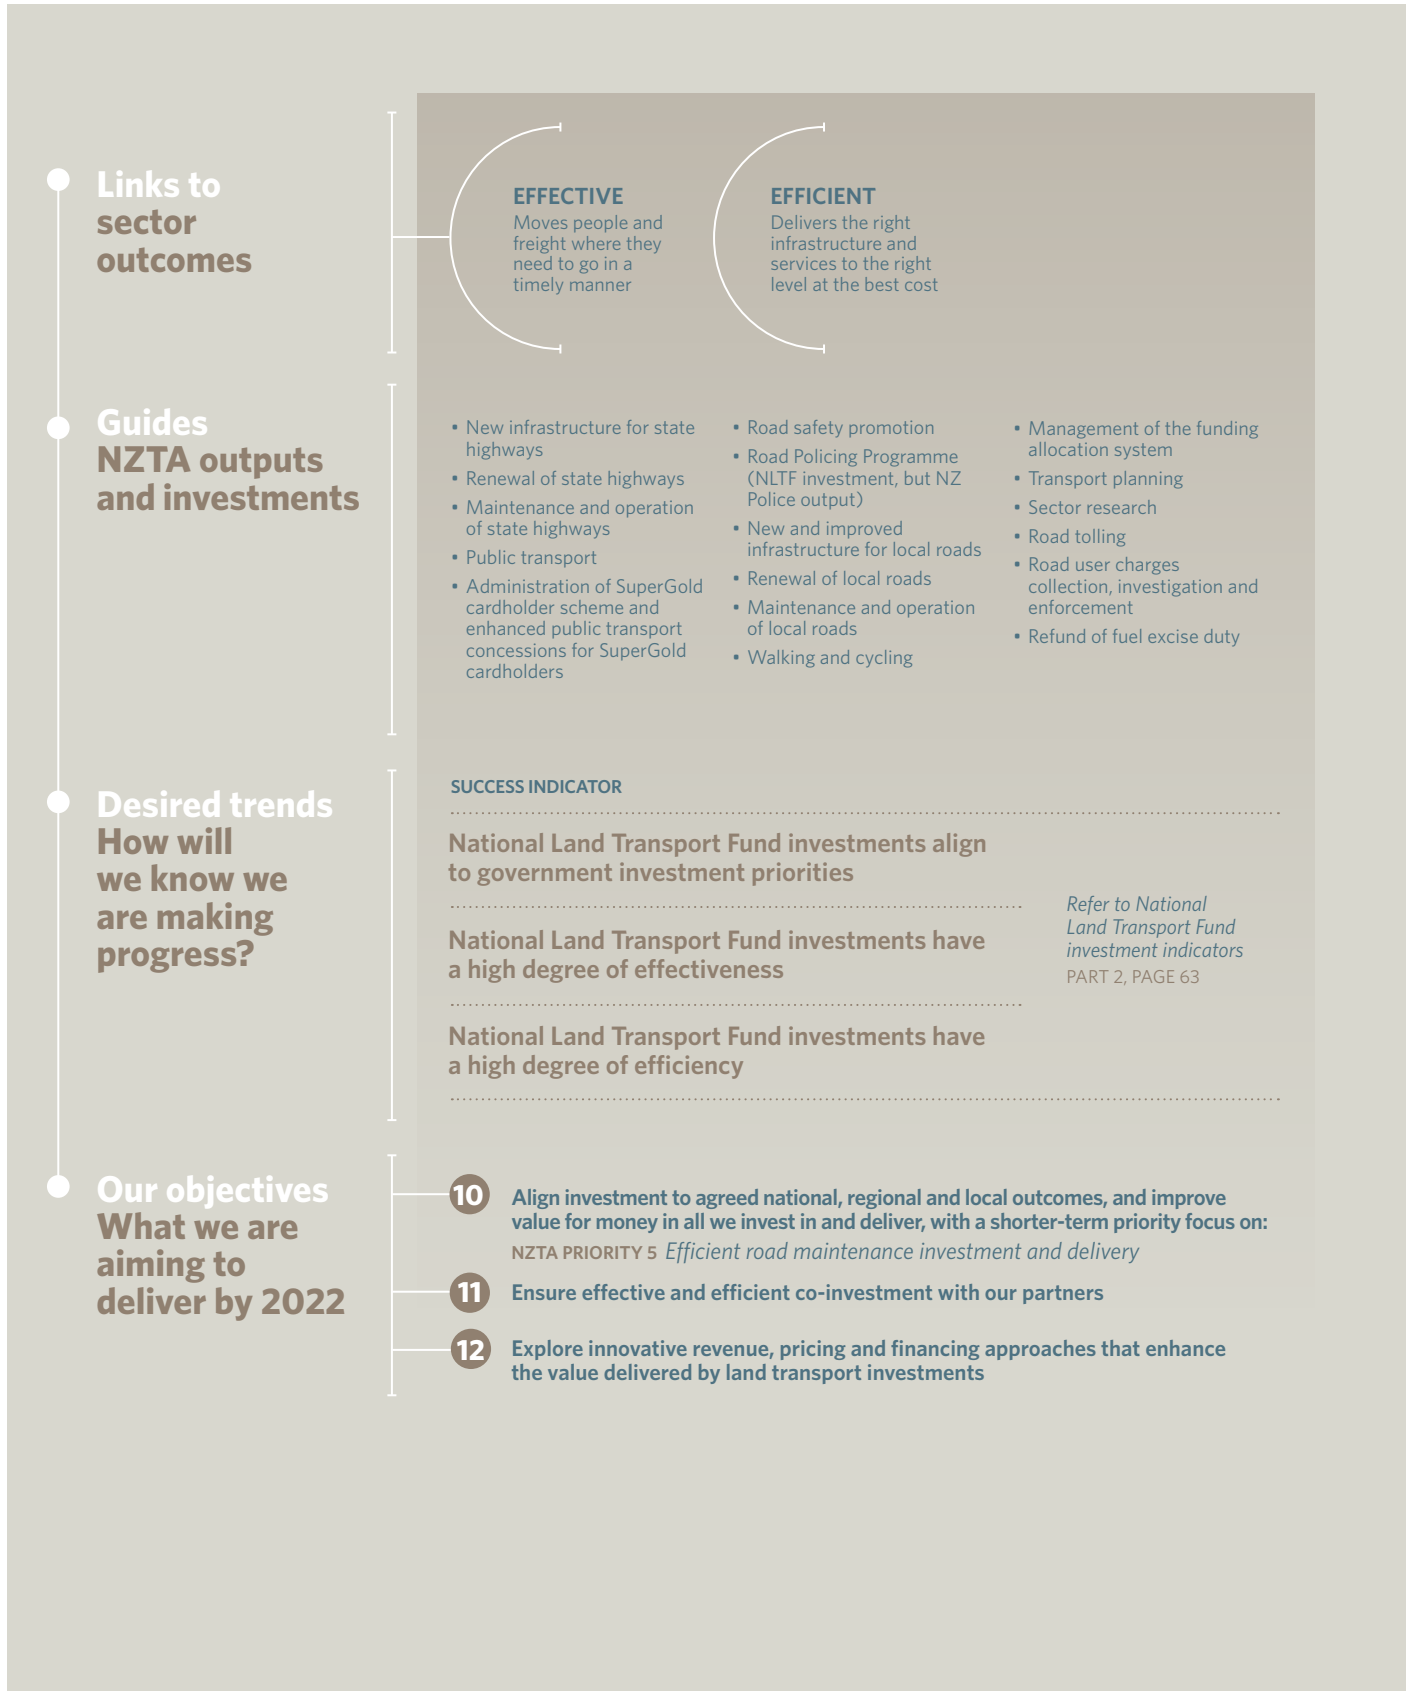 Links to
sector
outcomes
EFFECTIVE
Moves people and
freight where they
need to go in a
timely manner
EFFICIENT
Delivers the right
infrastructure and
services to the right
level at the best cost
Guides
NZTA outputs
and investments
• New infrastructure for state
highways
• Renewal of state highways
• Maintenance and operation
of state highways
• Public transport
• Administration of SuperGold
cardholder scheme and
enhanced public transport
concessions for SuperGold
cardholders
• Road safety promotion
• Road Policing Programme
(NLTF investment, but NZ
Police output)
• New and improved
infrastructure for local roads
• Renewal of local roads
• Maintenance and operation
of local roads
• Walking and cycling
• Management of the funding
allocation system
• Transport planning
• Sector research
• Road tolling
• Road user charges
collection, investigation and
enforcement
• Refund of fuel excise duty
Desired trends
How will
we know we
are making
progress?
SUCCESS INDICATOR
National Land Transport Fund investments align
to government investment priorities
National Land Transport Fund investments have
a high degree of effectiveness
National Land Transport Fund investments have
a high degree of efficiency
Refer to National
Land Transport Fund
investment indicators
PART 2, PAGE 63
Our objectives
What we are
aiming to
deliver by 2022
10 Align investment to agreed national, regional and local outcomes, and improve
value for money in all we invest in and deliver, with a shorter-term priority focus on:
NZTA PRIORITY 5 Efficient road maintenance investment and delivery
11 Ensure effective and efficient co-investment with our partners
12 Explore innovative revenue, pricing and financing approaches that enhance
the value delivered by land transport investments